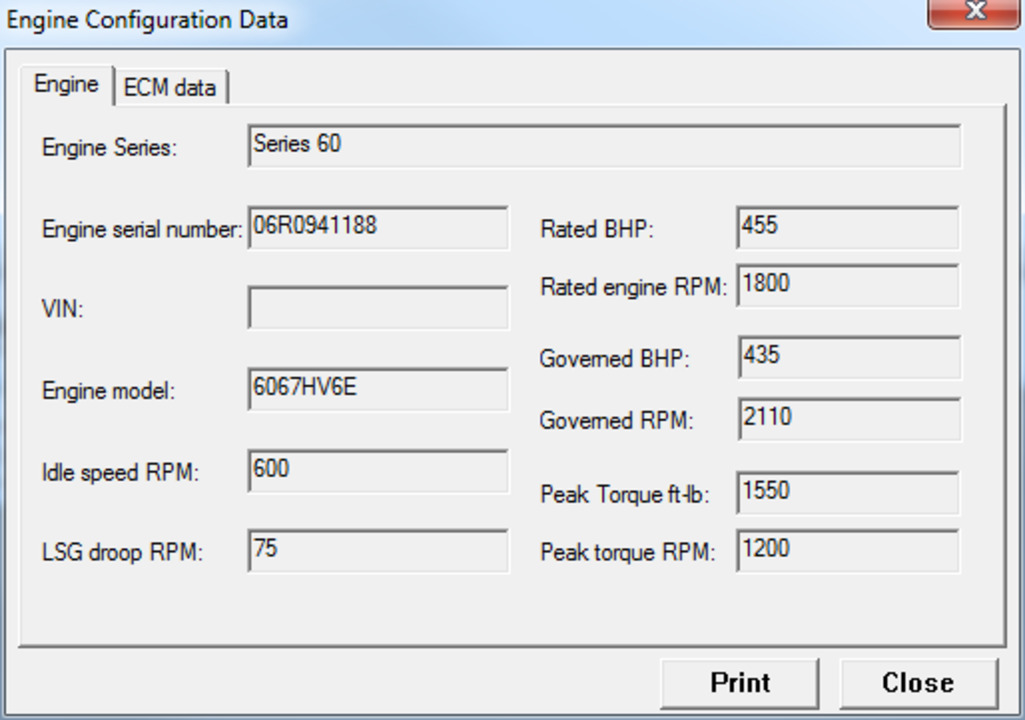 Engine Configuration Data
Engine ECM data
Engine Series: Series 60
Engine serial number: 06R0941188 Rated BHP: 455
Rated engine RPM: 1800
VIN:
Governed BHP: 435
Engine model: 6067HV6E
Governed RPM: 2110
Idle speed RPM: 600
Peak Torque ft-lb: 1550
LSG droop RPM: 75 Peak torque RPM: 1200
Print Close